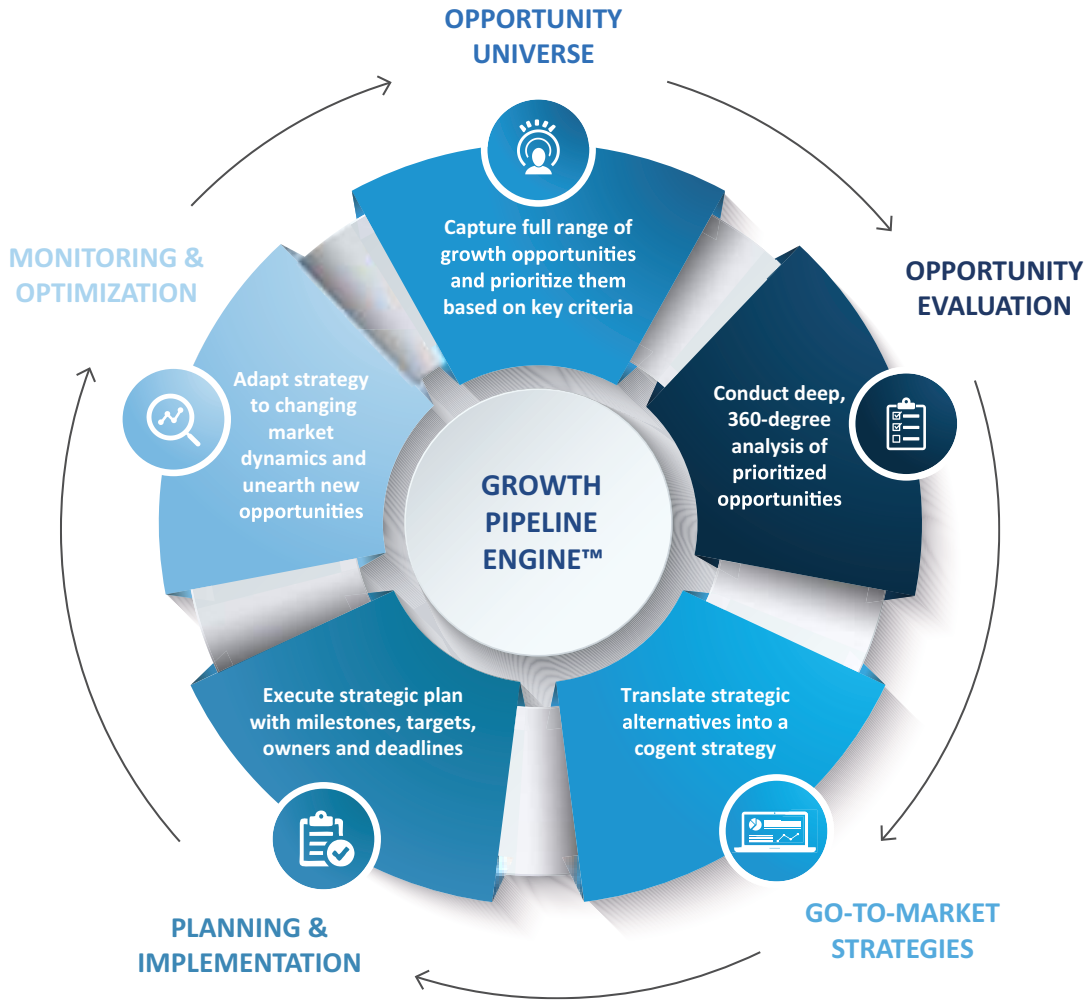 OPPORTUNITY
UNIVERSE
Capture full range of
growth opportunities
and prioritize them
based on key criteria
OPPORTUNITY
EVALUATION
Conduct deep,
360-degree
analysis of
prioritized
opportunities
GO-TO-MARKET
STRATEGIES
Translate strategic
alternatives into a
cogent strategy
PLANNING &
IMPLEMENTATION
Execute strategic plan
with milestones, targets,
owners and deadlines
MONITORING &
OPTIMIZATION
Adapt strategy
to changing
market
dynamics and
unearth new
opportunities
GROWTH
PIPELINE
ENGINE™